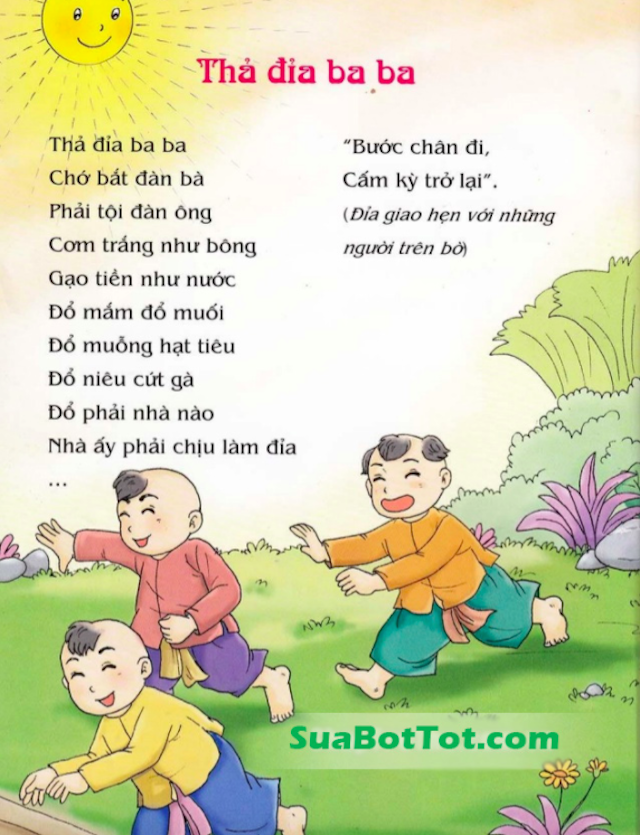 Thả đỉa ba ba
Thả đỉa ba ba
Chớ bắt đàn bà
Phải tội đàn ông
Cơm trắng như bông
Gạo tiền như nước
Đổ mắm đổ muối
Đổ muỗng hạt tiêu
Đổ niêu cứt gà
Đổ phải nhà nào
Nhà ấy phải chịu làm đỉa
...
“Bước chân đi,
Cấm kỳ trở lại”.
(Đỉa giao hẹn với những
người trên bờ)
SuaBotTot.com